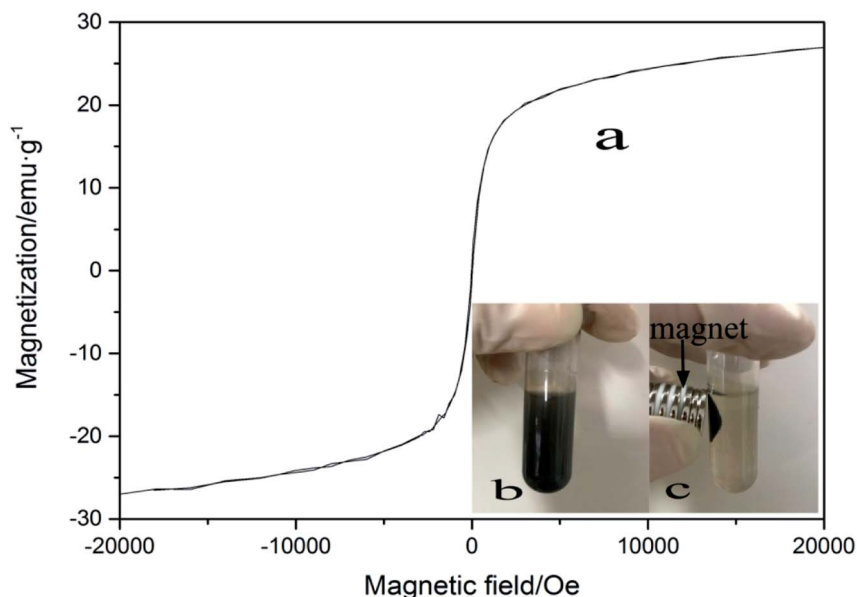 30
20
10
0
-10
-20
-30
-20000 -10000 0 10000 20000
Magnetization/emu·g⁻¹
Magnetic field/Oe
a
magnet
b
c